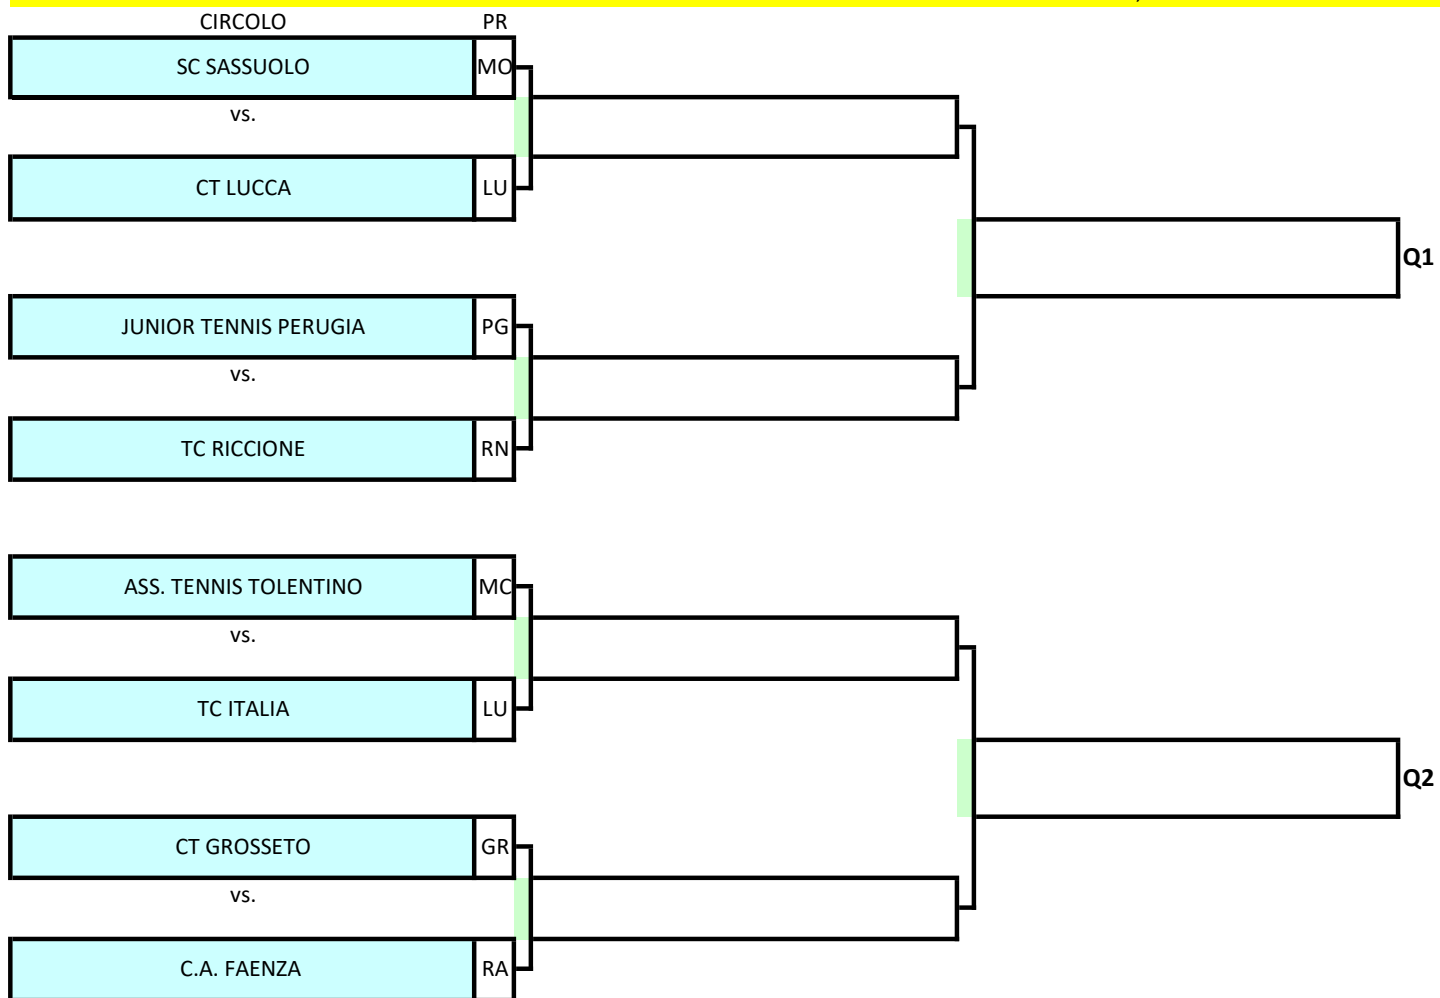 CIRCOLO PR
SC SASSUOLO MO
vs.
CT LUCCA LU
Q1
JUNIOR TENNIS PERUGIA PG
vs.
TC RICCIONE RN
ASS. TENNIS TOLENTINO MC
vs.
TC ITALIA LU
Q2
CT GROSSETO GR
vs.
C.A. FAENZA RA